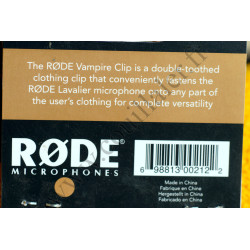 The RØDE Vampire Clip is a double-toothed
clothing clip that conveniently fastens the
RØDE Lavalier microphone onto any part of
the user's clothing for complete versatility
RØDE
MICROPHONES
6 98813 00212 2
Made in China
Fabrique en Chine
Hergestellt in China
Fabricado en China